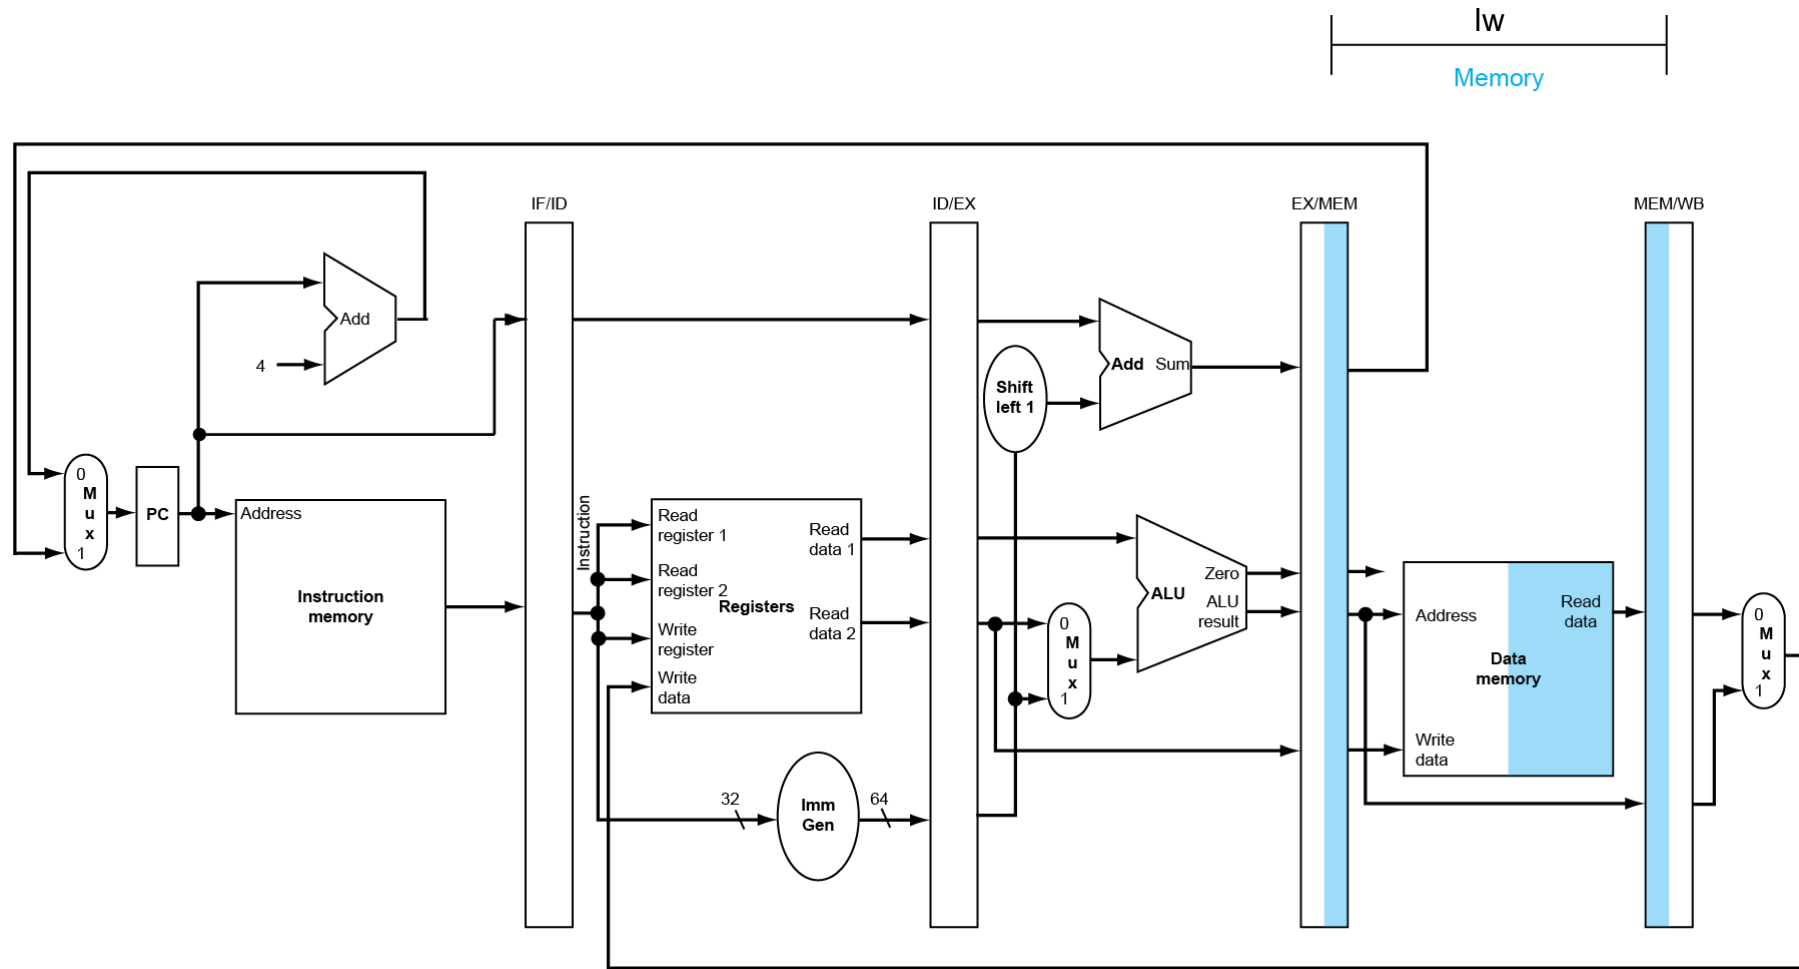 lw
Memory
IF/ID
ID/EX
EX/MEM
MEM/WB
Add
4
Add Sum
Shift
left 1
0
M
u
x
1
PC
Address
Instruction
memory
Instruction
Read
register 1
Read
register 2
Write
register
Write
data
Registers
Read
data 1
Read
data 2
0
M
u
x
1
ALU
Zero
ALU
result
Address
Read
data
Data
memory
Write
data
0
M
u
x
1
32
Imm
Gen
64